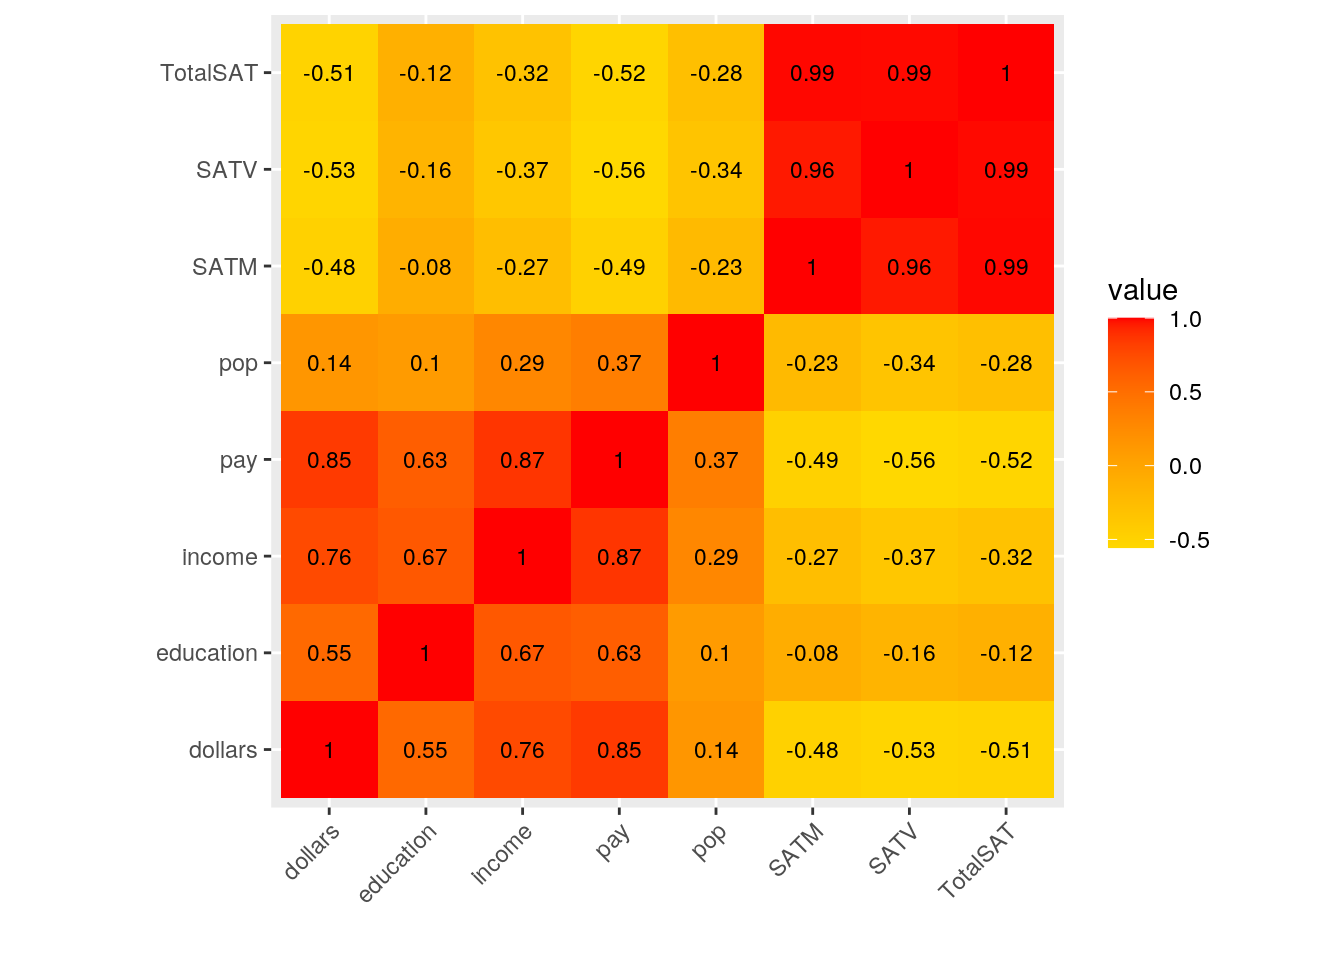 TotalSAT -0.51 -0.12 -0.32 -0.52 -0.28 0.99 0.99 1
SATV -0.53 -0.16 -0.37 -0.56 -0.34 0.96 1 0.99
SATM -0.48 -0.08 -0.27 -0.49 -0.23 1 0.96 0.99
pop 0.14 0.1 0.29 0.37 1 -0.23 -0.34 -0.28
pay 0.85 0.63 0.87 1 0.37 -0.49 -0.56 -0.52
income 0.76 0.67 1 0.87 0.29 -0.27 -0.37 -0.32
education 0.55 1 0.67 0.63 0.1 -0.08 -0.16 -0.12
dollars 1 0.55 0.76 0.85 0.14 -0.48 -0.53 -0.51
dollars education income pay pop SATM SATV TotalSAT
value
1.0
0.5
0.0
-0.5